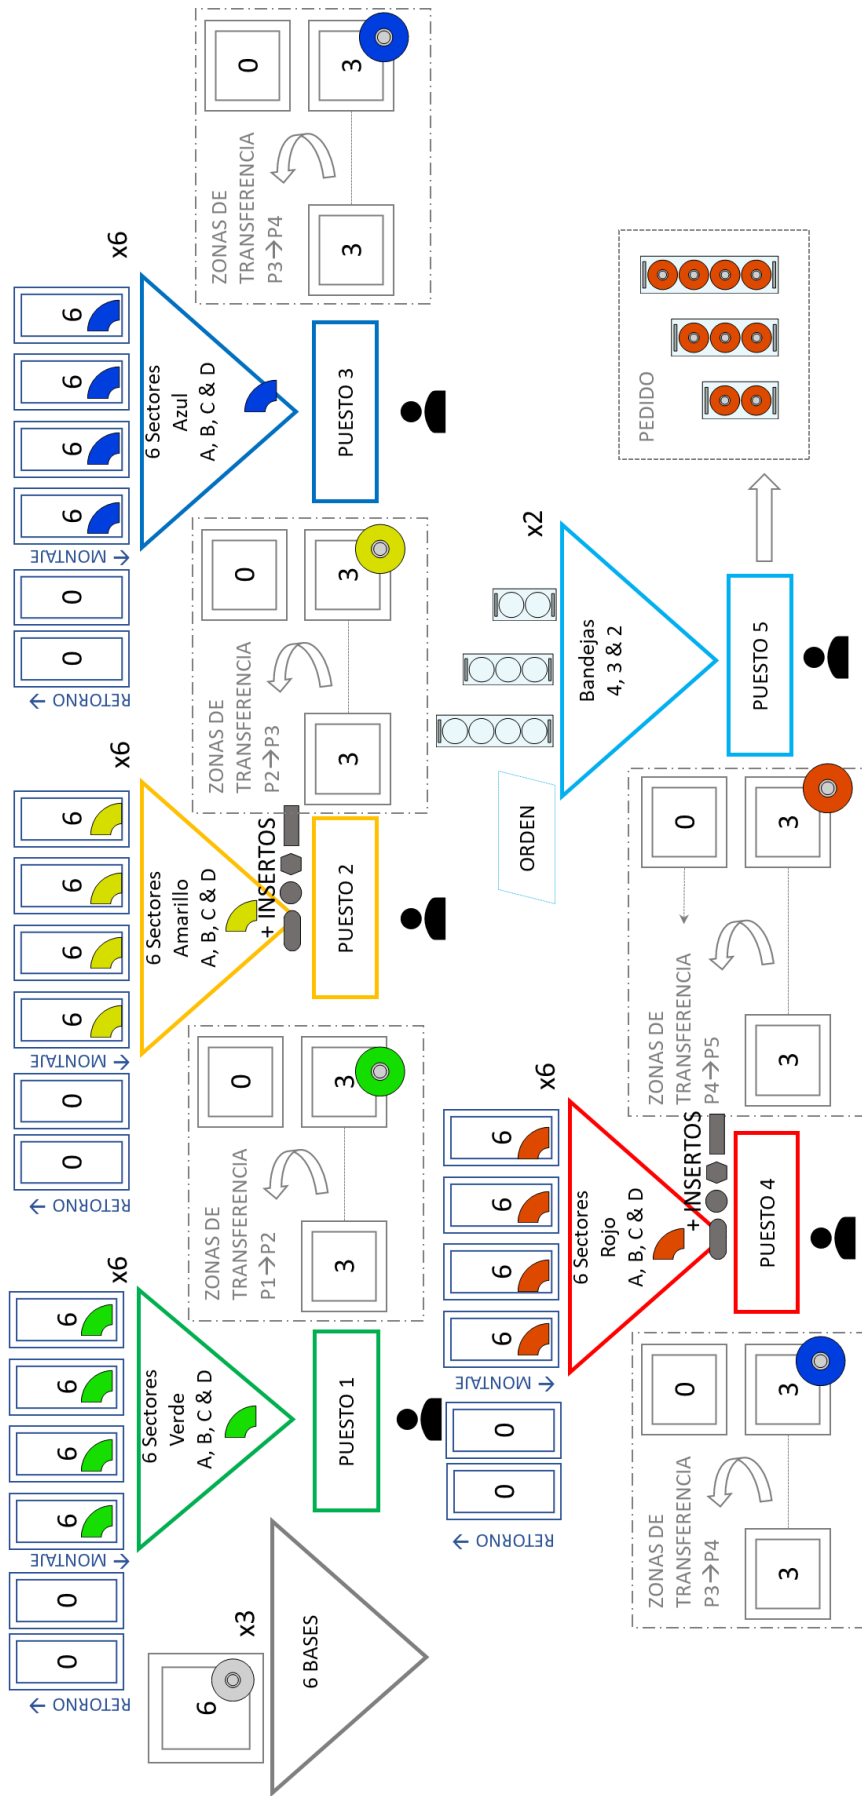 RETORNO →
0
0
← MONTAJE
6
6
6
6
x6
6 Sectores
Verde
A, B, C & D
PUESTO 1
6
x3
6 BASES
ZONAS DE
TRANSFERENCIA
P1→P2
0
3
3
RETORNO →
0
0
← MONTAJE
6
6
6
6
x6
6 Sectores
Amarillo
A, B, C & D
+ INSERTOS
PUESTO 2
ZONAS DE
TRANSFERENCIA
P2→P3
0
3
3
RETORNO →
0
0
← MONTAJE
6
6
6
6
x6
6 Sectores
Azul
A, B, C & D
PUESTO 3
ZONAS DE
TRANSFERENCIA
P3→P4
0
3
3
ZONAS DE
TRANSFERENCIA
P3→P4
0
3
3
RETORNO →
0
0
← MONTAJE
6
6
6
6
x6
6 Sectores
Rojo
A, B, C & D
+ INSERTOS
PUESTO 4
ZONAS DE
TRANSFERENCIA
P4→P5
0
3
3
ORDEN
x2
Bandejas
4, 3 & 2
PUESTO 5
PEDIDO